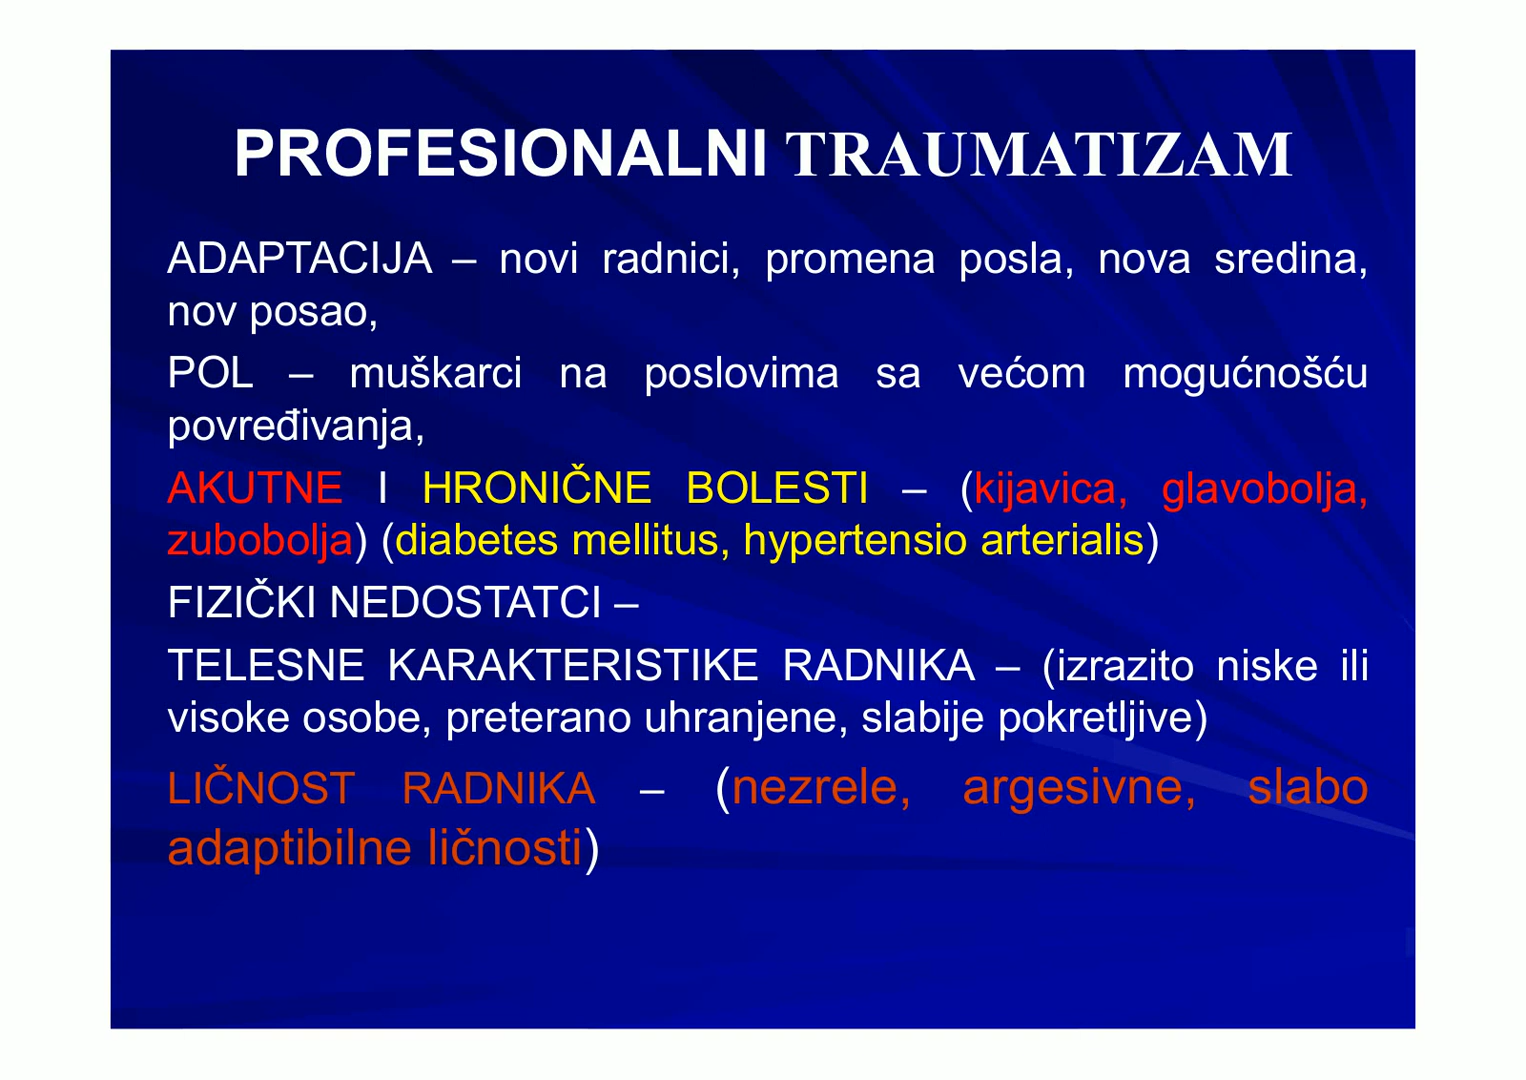 PROFESIONALNI TRAUMATIZAM
ADAPTACIJA – novi radnici, promena posla, nova sredina,
nov posao,
POL – muškarci na poslovima sa većom mogućnošću
povređivanja,
AKUTNE I HRONIČNE BOLESTI – (kijavica, glavobolja,
zubobolja) (diabetes mellitus, hypertensio arterialis)
FIZIČKI NEDOSTATCI –
TELESNE KARAKTERISTIKE RADNIKA – (izrazito niske ili
visoke osobe, preterano uhranjene, slabije pokretljive)
LIČNOST RADNIKA – (nezrele, argesivne, slabo
adaptibilne ličnosti)